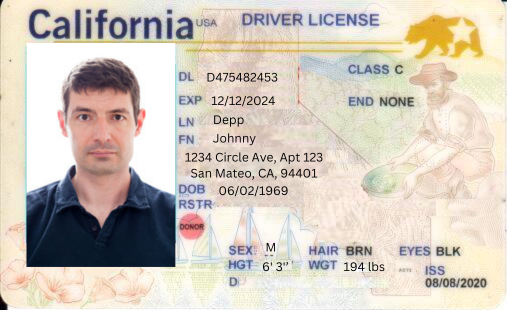 California USA DRIVER LICENSE
DL D475482453 CLASS C
EXP 12/12/2024 END NONE
LN Depp
FN Johnny
1234 Circle Ave, Apt 123
San Mateo, CA, 94401
DOB 06/02/1969
RSTR
DONOR
SEX M HAIR BRN EYES BLK
HGT 6' 3'' WGT 194 lbs ISS
D 08/08/2020